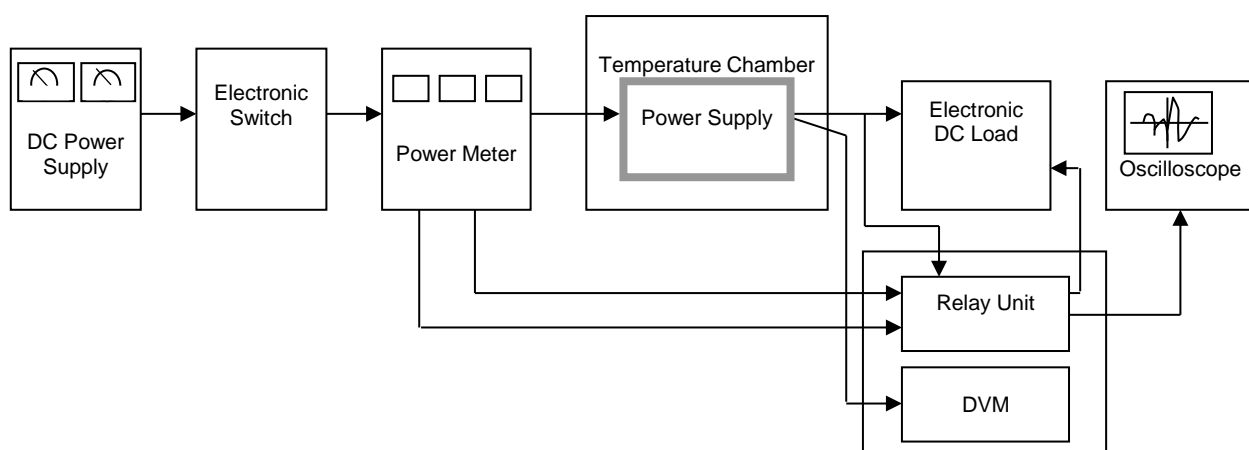 DC Power
Supply
Electronic
Switch
Power Meter
Temperature Chamber
Power Supply
Electronic
DC Load
Oscilloscope
Relay Unit
DVM